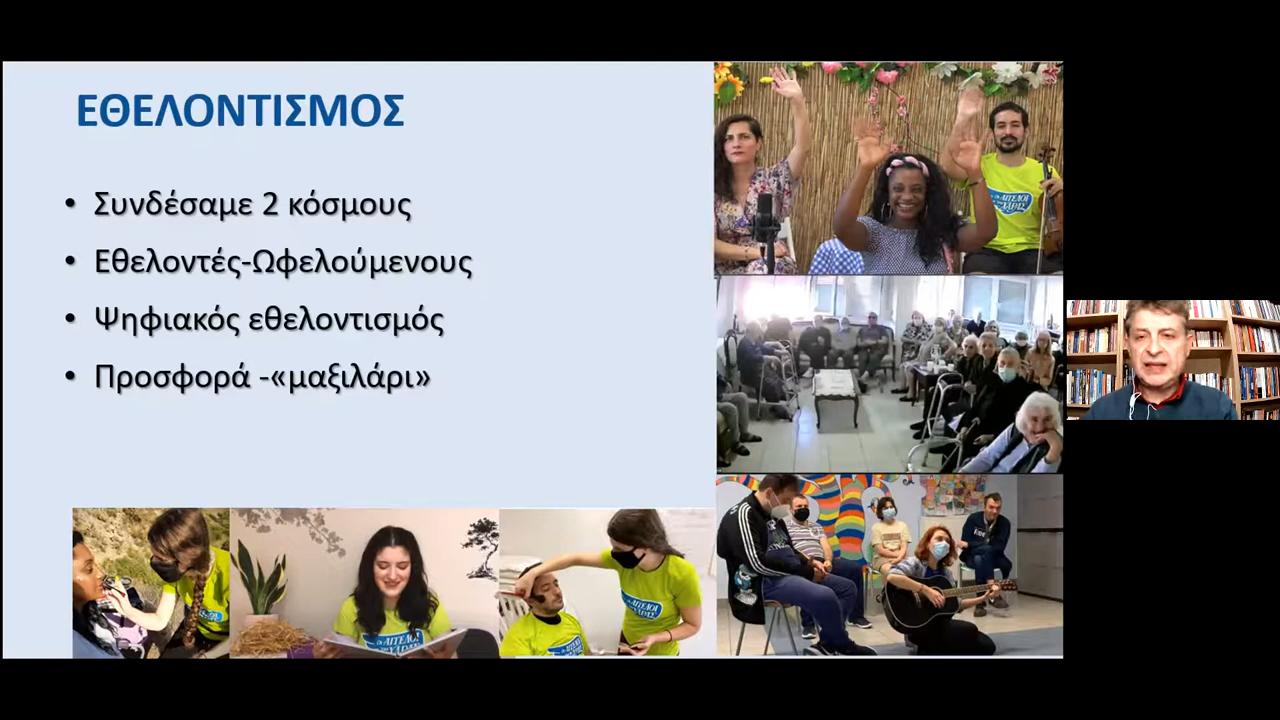 ΕΘΕΛΟΝΤΙΣΜΟΣ
• Συνδέσαμε 2 κόσμους
• Εθελοντές-Ωφελούμενους
• Ψηφιακός εθελοντισμός
• Προσφορά -«μαξιλάρι»